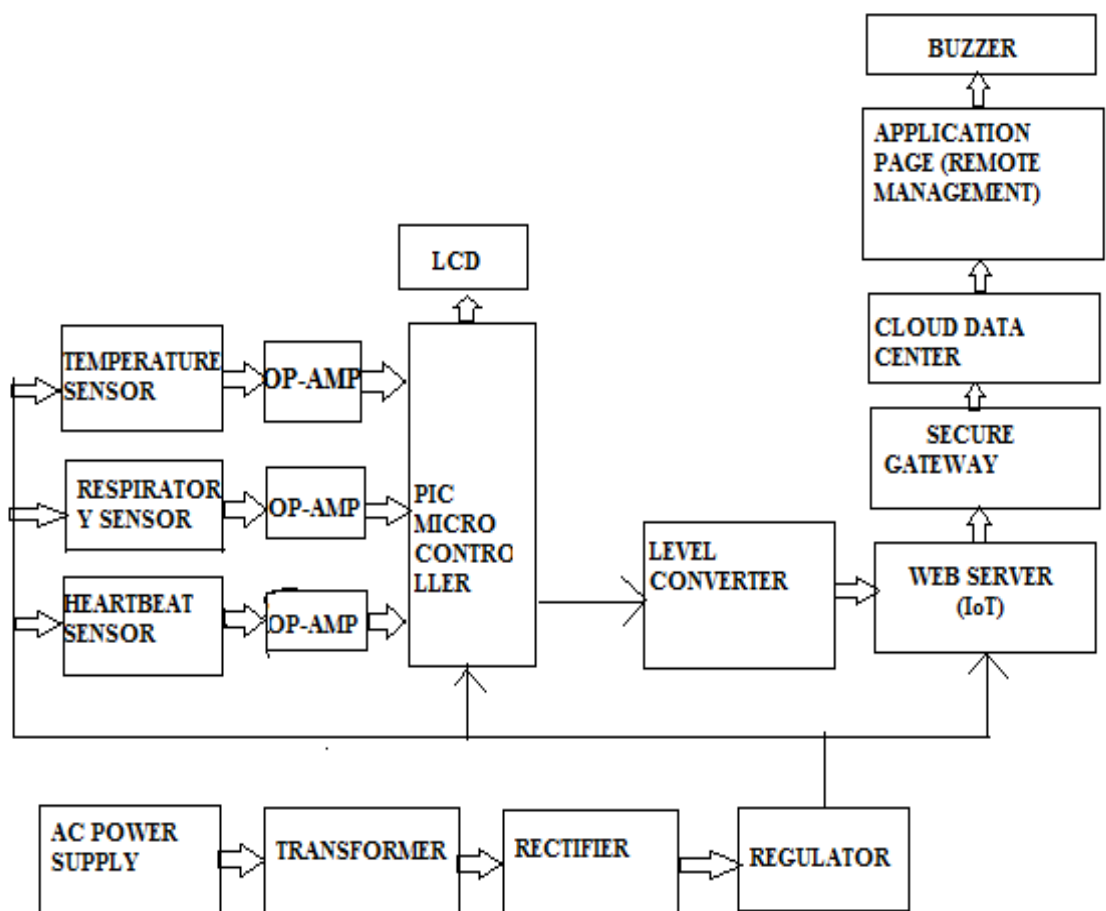 BUZZER
APPLICATION
PAGE (REMOTE
MANAGEMENT)
LCD
CLOUD DATA
CENTER
TEMPERATURE
SENSOR
OP-AMP
SECURE
GATEWAY
RESPIRATOR
Y SENSOR
OP-AMP
PIC
MICRO
CONTRO
LLER
LEVEL
CONVERTER
WEB SERVER
(IoT)
HEARTBEAT
SENSOR
OP-AMP
AC POWER
SUPPLY
TRANSFORMER
RECTIFIER
REGULATOR